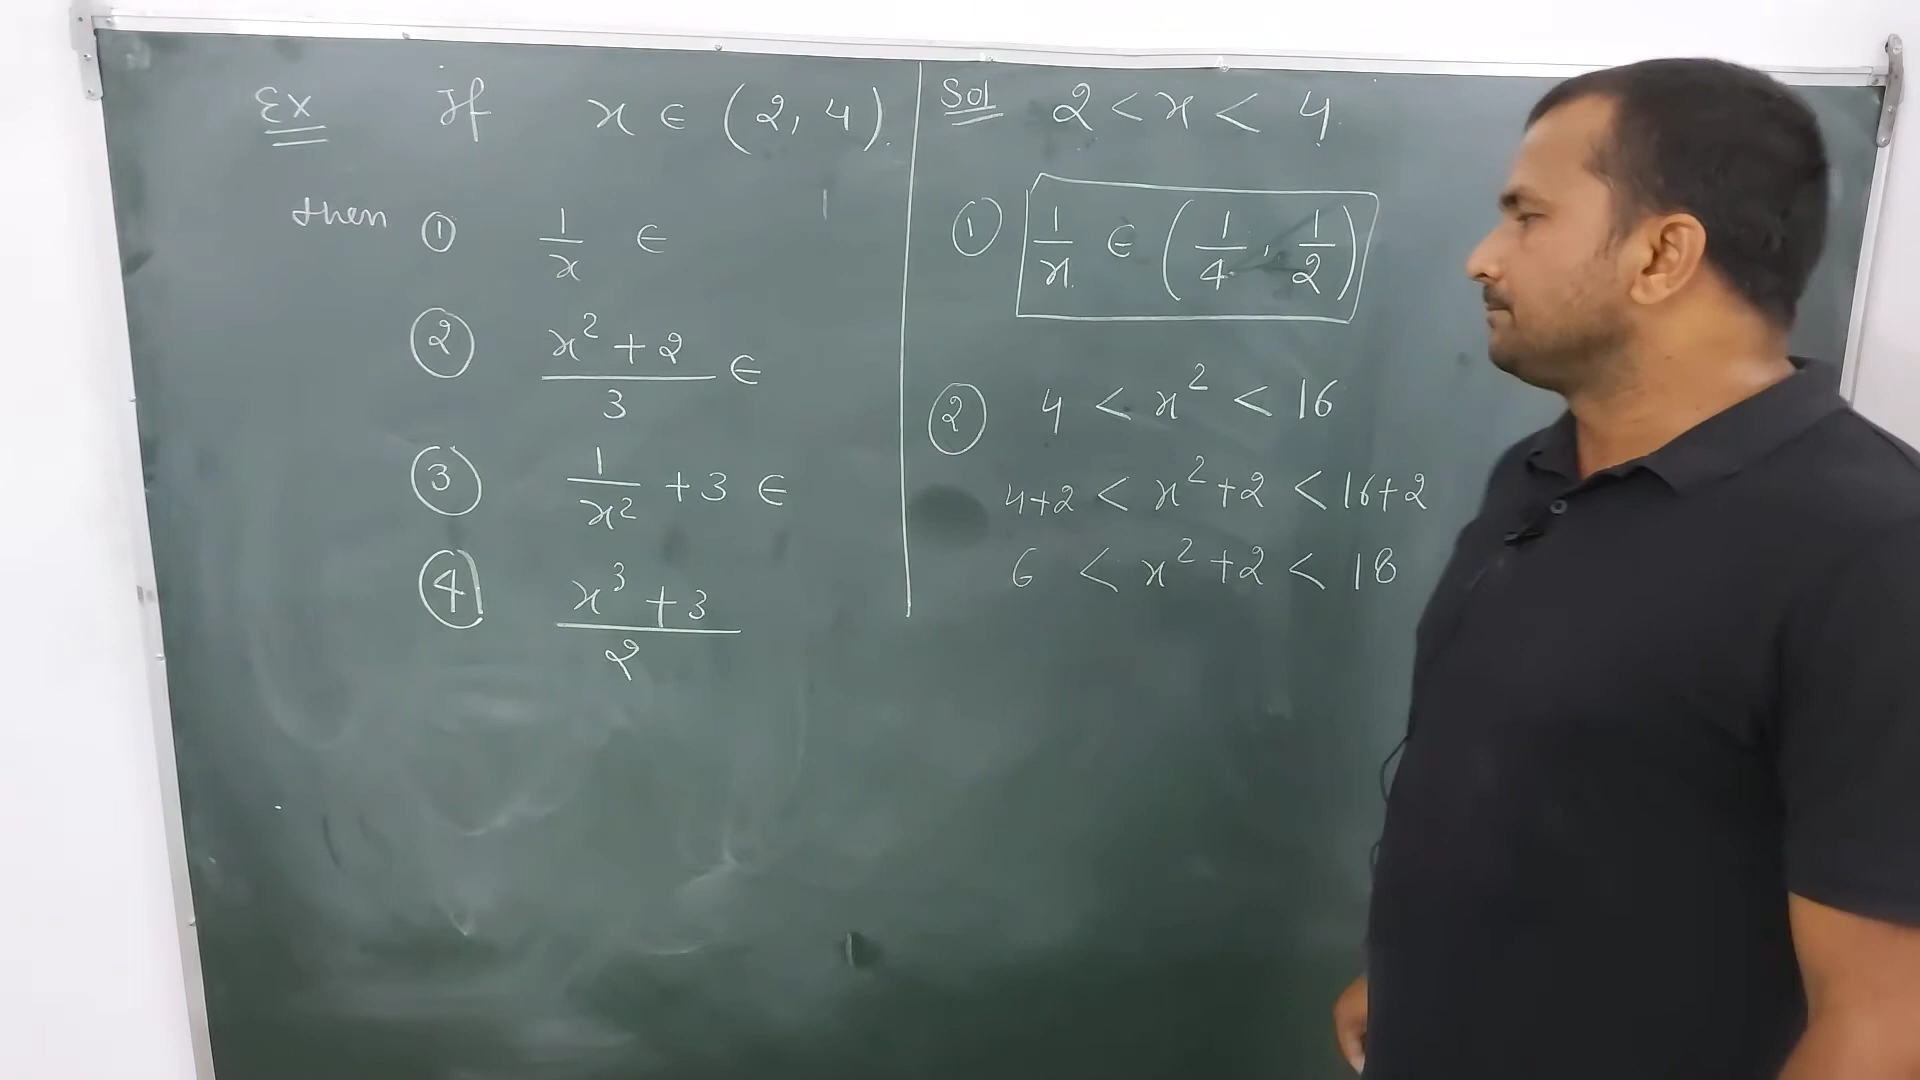 Ex If x ∈ (2, 4).
then ① 1/x ∈
② (x² + 2)/3 ∈
③ 1/x² + 3 ∈
④ (x³ + 3)/2
Sol 2 < x < 4
① 1/x ∈ (1/4, 1/2)
② 4 < x² < 16
4+2 < x²+2 < 16+2
6 < x²+2 < 18